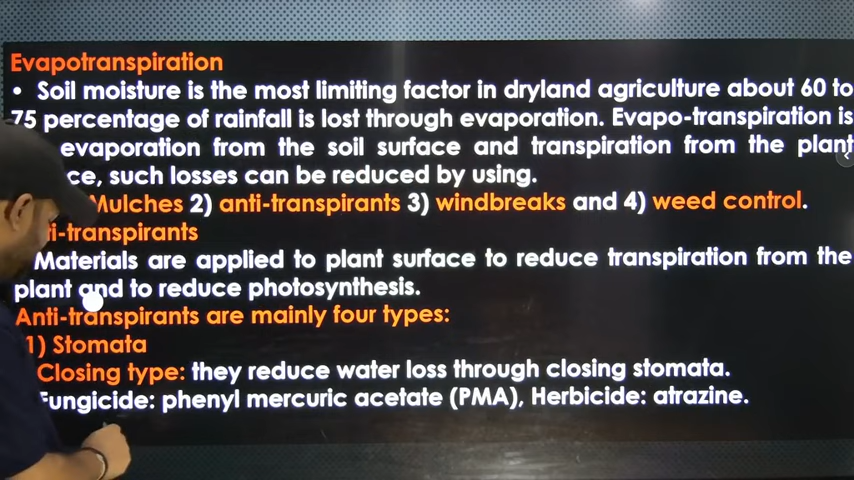 Evapotranspiration
• Soil moisture is the most limiting factor in dryland agriculture about 60 to
75 percentage of rainfall is lost through evaporation. Evapo-transpiration is
evaporation from the soil surface and transpiration from the plant
ce, such losses can be reduced by using.
Mulches 2) anti-transpirants 3) windbreaks and 4) weed control.
ti-transpirants
Materials are applied to plant surface to reduce transpiration from the
plant and to reduce photosynthesis.
Anti-transpirants are mainly four types:
1) Stomata
Closing type: they reduce water loss through closing stomata.
Fungicide: phenyl mercuric acetate (PMA), Herbicide: atrazine.